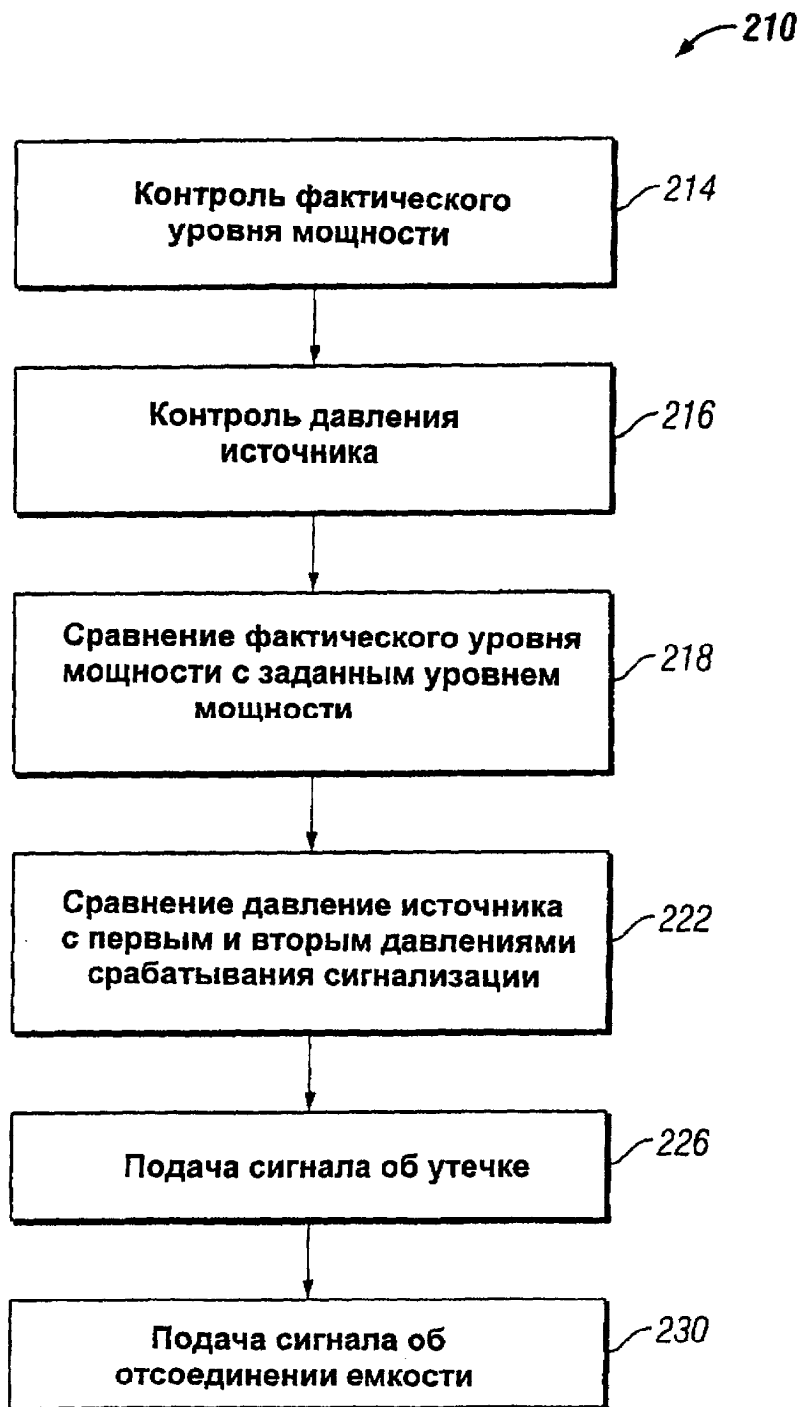 210
Контроль фактического
уровня мощности
214
Контроль давления
источника
216
Сравнение фактического уровня
мощности с заданным уровнем
мощности
218
Сравнение давление источника
с первым и вторым давлениями
срабатывания сигнализации
222
Подача сигнала об утечке
226
Подача сигнала об
отсоединении емкости
230